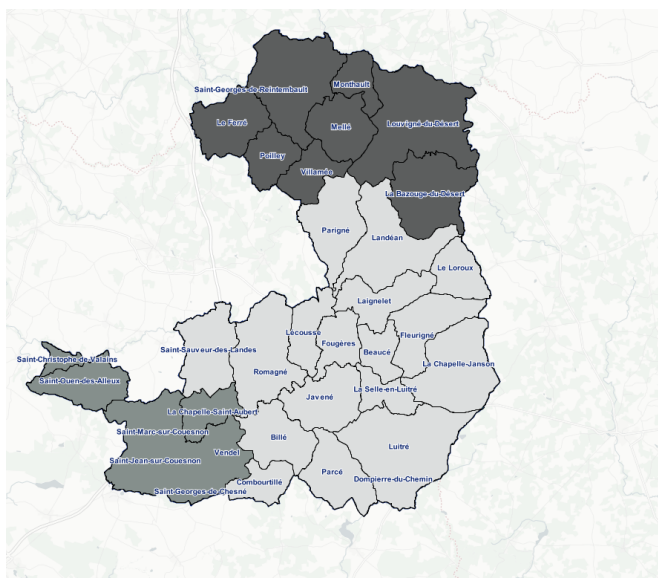 Saint-Georges-de-Reintembault
Monthault
Le Ferré
Mellé
Louvigné-du-Désert
Poilley
Villamée
La Bazouge-du-Désert
Parigné
Landéan
Le Loroux
Laignelet
Lécousse
Fougères
Fleurigné
Saint-Sauveur-des-Landes
Beaucé
Saint-Christophe-de-Valains
La Chapelle-Janson
Romagné
Saint-Ouen-des-Alleux
La Selle-en-Luitré
Javené
La Chapelle-Saint-Aubert
Saint-Marc-sur-Couesnon
Billé
Luitré
Vendel
Saint-Jean-sur-Couesnon
Parcé
Dompierre-du-Chemin
Combourtillé
Saint-Georges-de-Chesné